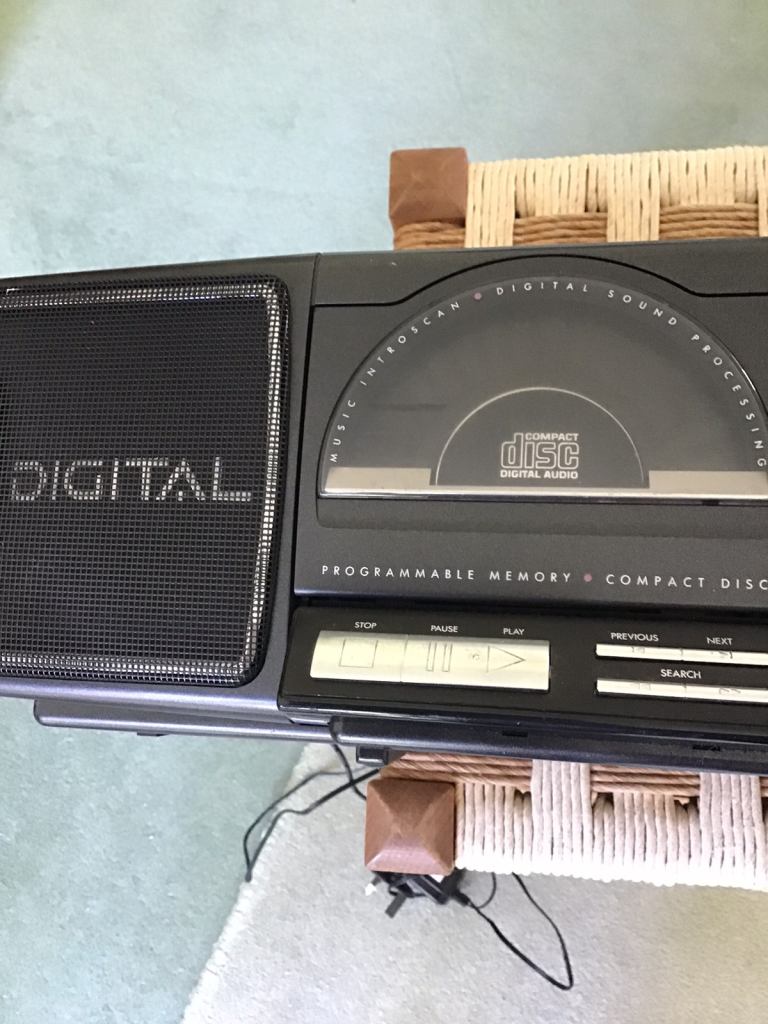 MUSIC INTROSCAN • DIGITAL SOUND PROCESSING
DIGITAL
COMPACT
disc
DIGITAL AUDIO
PROGRAMMABLE MEMORY • COMPACT DISC
STOP PAUSE PLAY
PREVIOUS NEXT
SEARCH